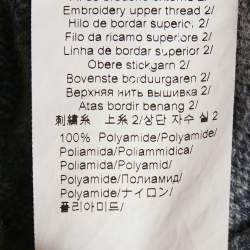 Embroidery upper thread 2/
Hilo de bordar superior 2/
Filo da ricamo superiore 2/
Linha de bordar superior 2/
Obere stickgarn 2/
Bovenste borduurgaren 2/
Верхняя нить вышивка 2/
Atas bordir benang 2/
刺繍糸 上糸 2/상단 자수 실 2
100% Polyamide/Polyamide/
Poliamida/Poliammidica/
Poliamida/Polyamid/
Polyamide/Полиамид/
Polyamide/ナイロン/
폴리아미드/